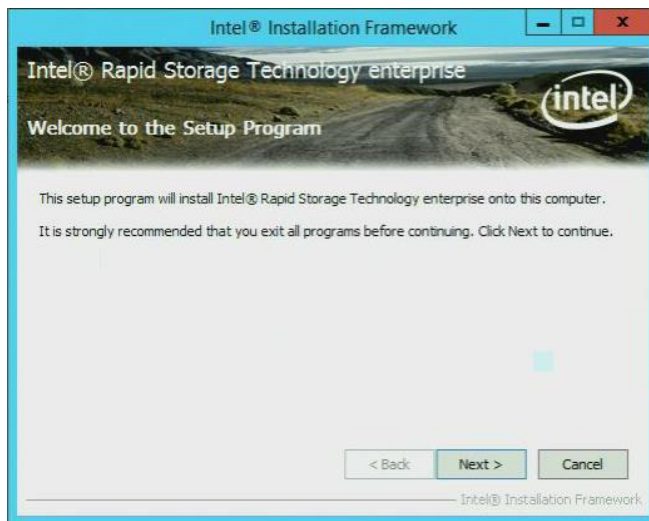 Intel® Installation Framework
Intel® Rapid Storage Technology enterprise
(intel)
Welcome to the Setup Program
This setup program will install Intel® Rapid Storage Technology enterprise onto this computer.
It is strongly recommended that you exit all programs before continuing. Click Next to continue.
< Back Next > Cancel
Intel® Installation Framework